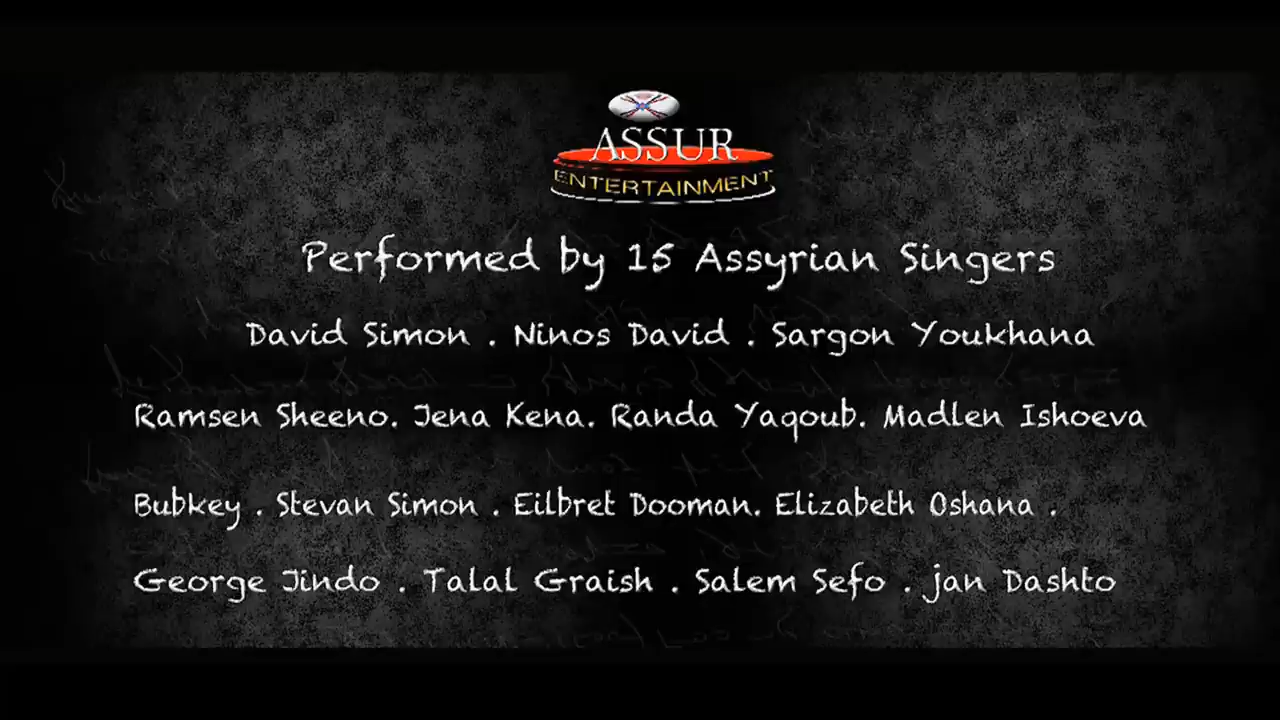 ASSUR
ENTERTAINMENT
Performed by 15 Assyrian Singers
David Simon . Ninos David . Sargon Youkhana
Ramsen Sheeno. Jena Kena. Randa Yaqoub. Madlen Ishoeva
Bubkey . Stevan Simon . Eilbret Dooman. Elizabeth Oshana .
George Jindo . Talal Graish . Salem Sefo . jan Dashto